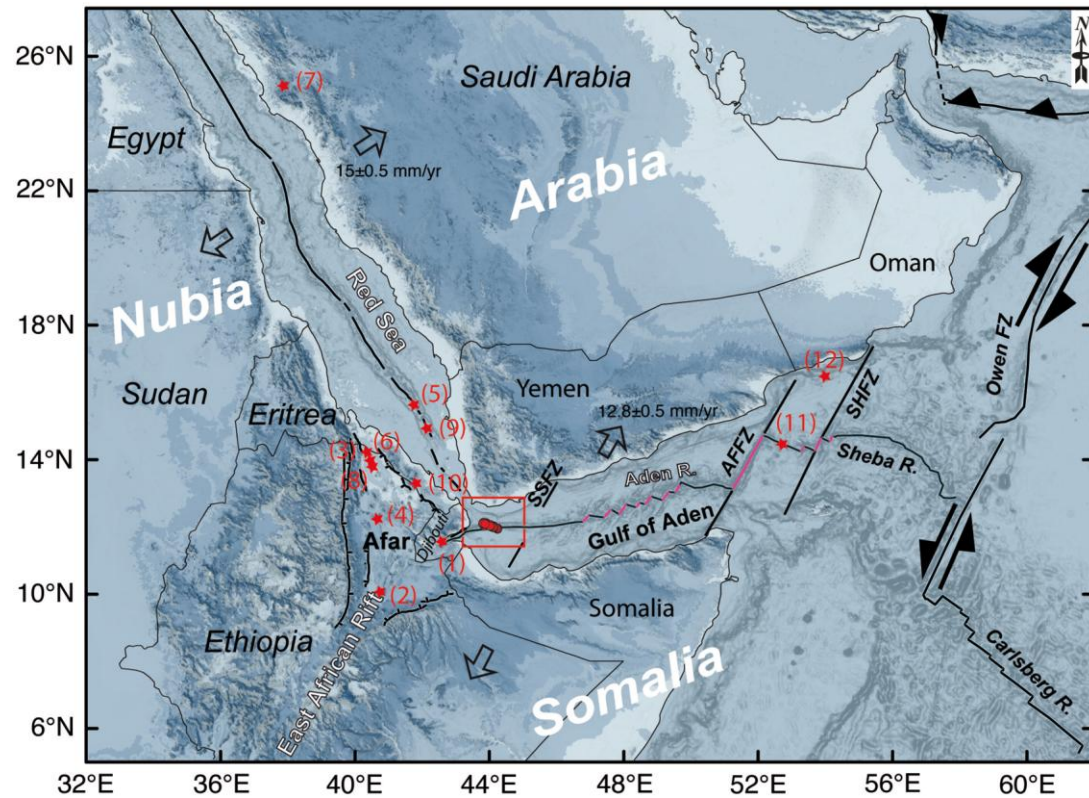 26°N
22°N
18°N
14°N
10°N
6°N
32°E
36°E
40°E
44°E
48°E
52°E
56°E
60°E
N
Saudi Arabia
(7)
Egypt
15±0.5 mm/yr
Arabia
Oman
Nubia
Red Sea
Owen FZ
Sudan
Eritrea
Yemen
(12)
SHFZ
(5)
12.8±0.5 mm/yr
(9)
(11)
AFFZ
(6)
(3)
(8)
(10)
SSFZ
Aden R.
Sheba R.
(4)
Afar
Djibouti
Gulf of Aden
(1)
(2)
Somalia
Ethiopia
East African Rift
Somalia
Carlsberg R.